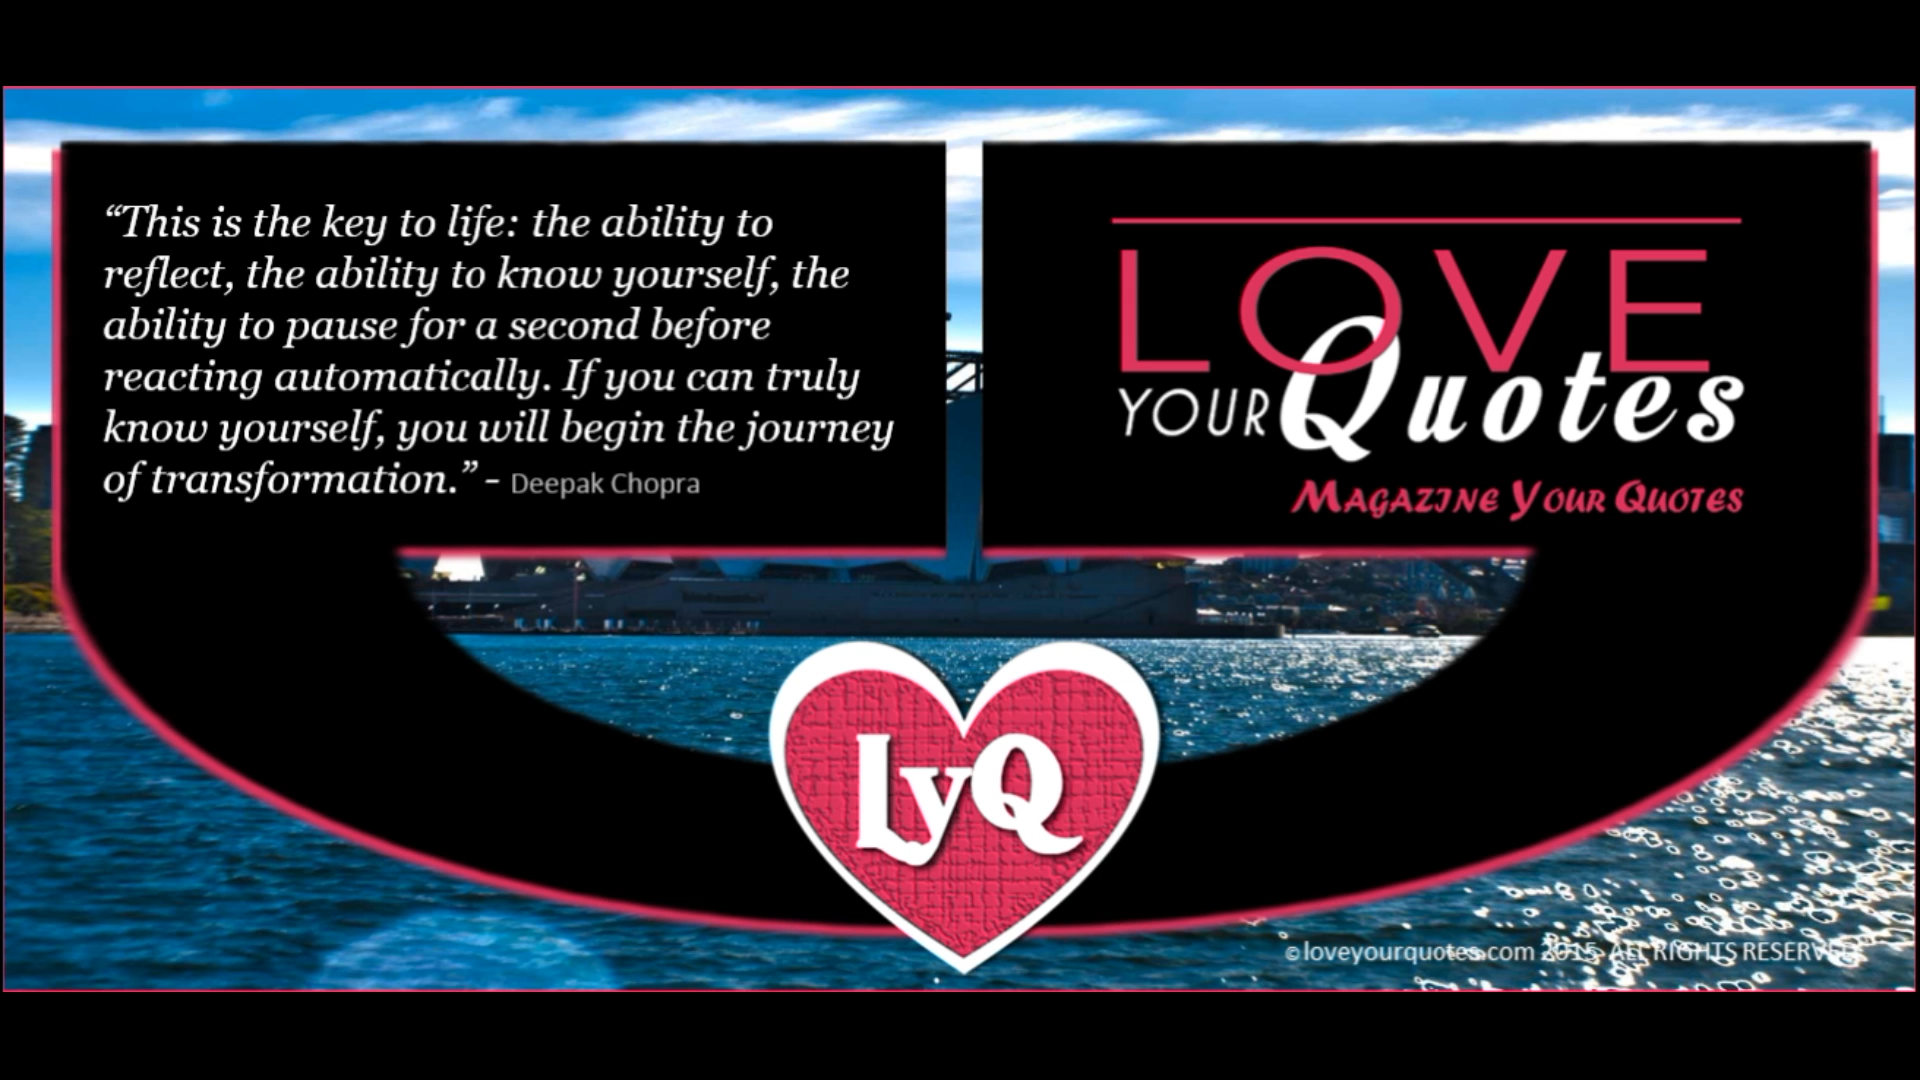 “This is the key to life: the ability to
reflect, the ability to know yourself, the
ability to pause for a second before
reacting automatically. If you can truly
know yourself, you will begin the journey
of transformation.” - Deepak Chopra
LOVE
YOUR Quotes
MAGAZINE YOUR QUOTES
LyQ
©loveyourquotes.com 2015- ALL RIGHTS RESERVED